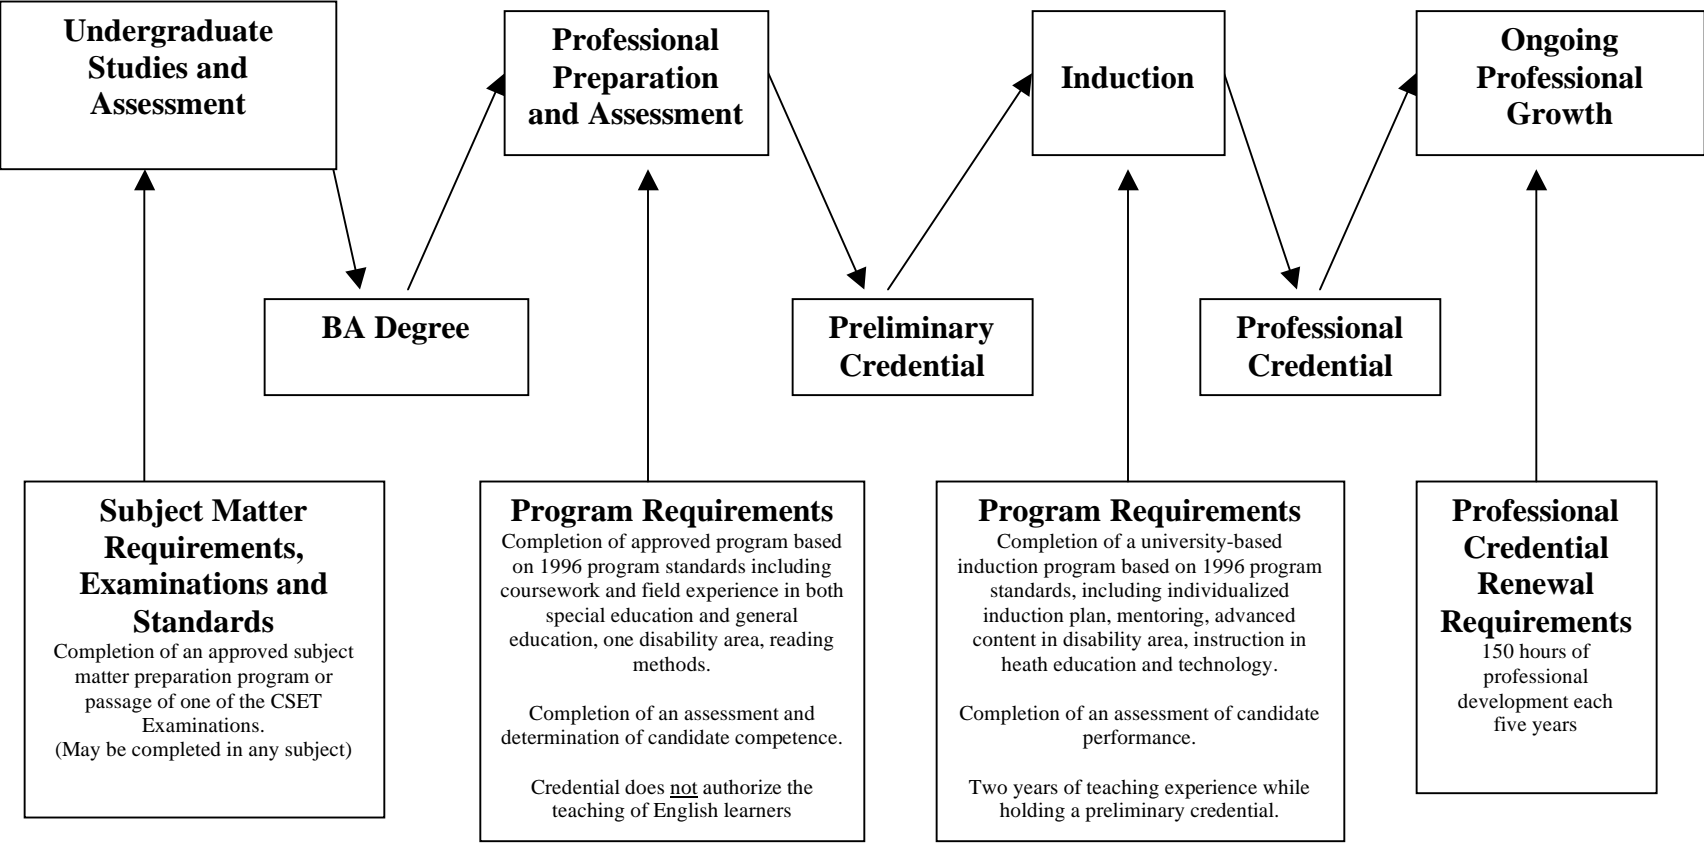 Undergraduate
Studies and
Assessment
Professional
Preparation
and Assessment
Induction
Ongoing
Professional
Growth
BA Degree
Preliminary
Credential
Professional
Credential
Subject Matter
Requirements,
Examinations and
Standards
Completion of an approved subject
matter preparation program or
passage of one of the CSET
Examinations.
(May be completed in any subject)
Program Requirements
Completion of approved program based
on 1996 program standards including
coursework and field experience in both
special education and general
education, one disability area, reading
methods.
Completion of an assessment and
determination of candidate competence.
Credential does not authorize the
teaching of English learners
Program Requirements
Completion of a university-based
induction program based on 1996 program
standards, including individualized
induction plan, mentoring, advanced
content in disability area, instruction in
heath education and technology.
Completion of an assessment of candidate
performance.
Two years of teaching experience while
holding a preliminary credential.
Professional
Credential
Renewal
Requirements
150 hours of
professional
development each
five years